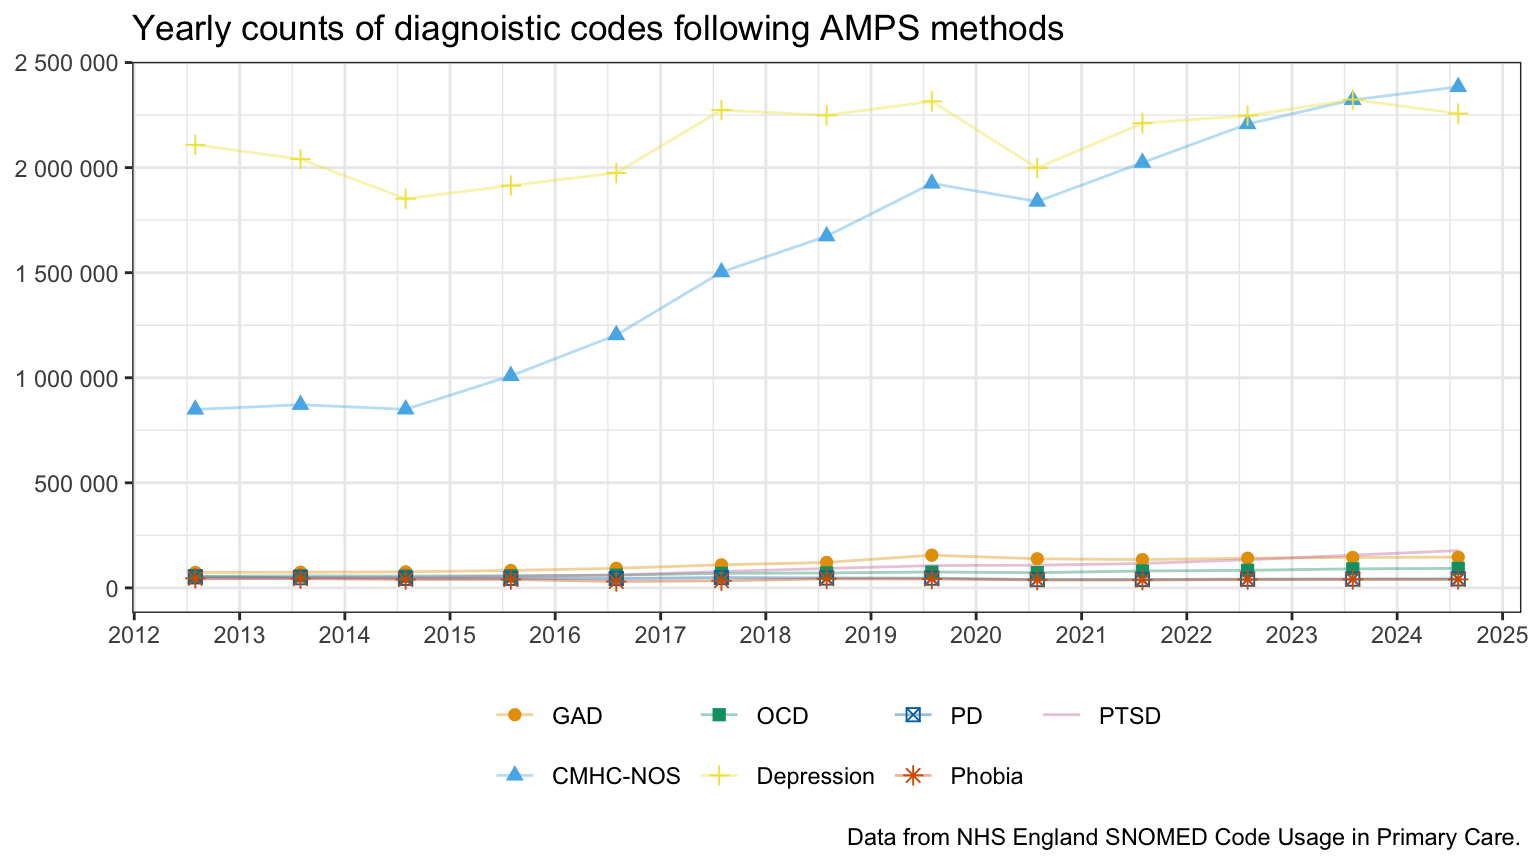 Yearly counts of diagnoistic codes following AMPS methods
2 500 000
2 000 000
1 500 000
1 000 000
500 000
0
2012 2013 2014 2015 2016 2017 2018 2019 2020 2021 2022 2023 2024 2025
GAD OCD PD PTSD
CMHC-NOS Depression Phobia
Data from NHS England SNOMED Code Usage in Primary Care.